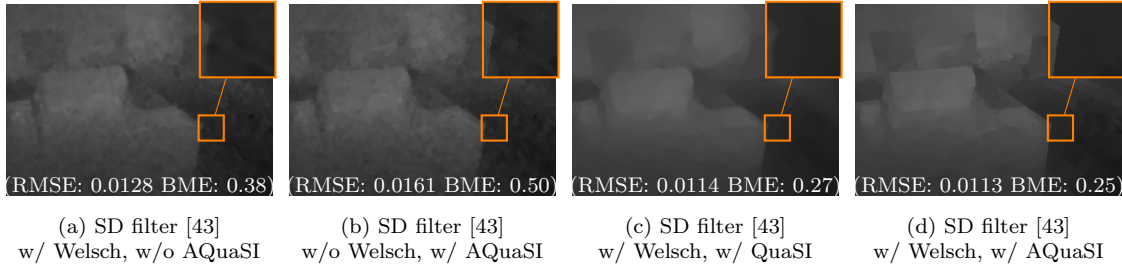 (RMSE: 0.0128 BME: 0.38)
(RMSE: 0.0161 BME: 0.50)
(RMSE: 0.0114 BME: 0.27)
(RMSE: 0.0113 BME: 0.25)
(a) SD filter [43]
w/ Welsch, w/o AQuaSI
(b) SD filter [43]
w/o Welsch, w/ AQuaSI
(c) SD filter [43]
w/ Welsch, w/ QuaSI
(d) SD filter [43]
w/ Welsch, w/ AQuaSI